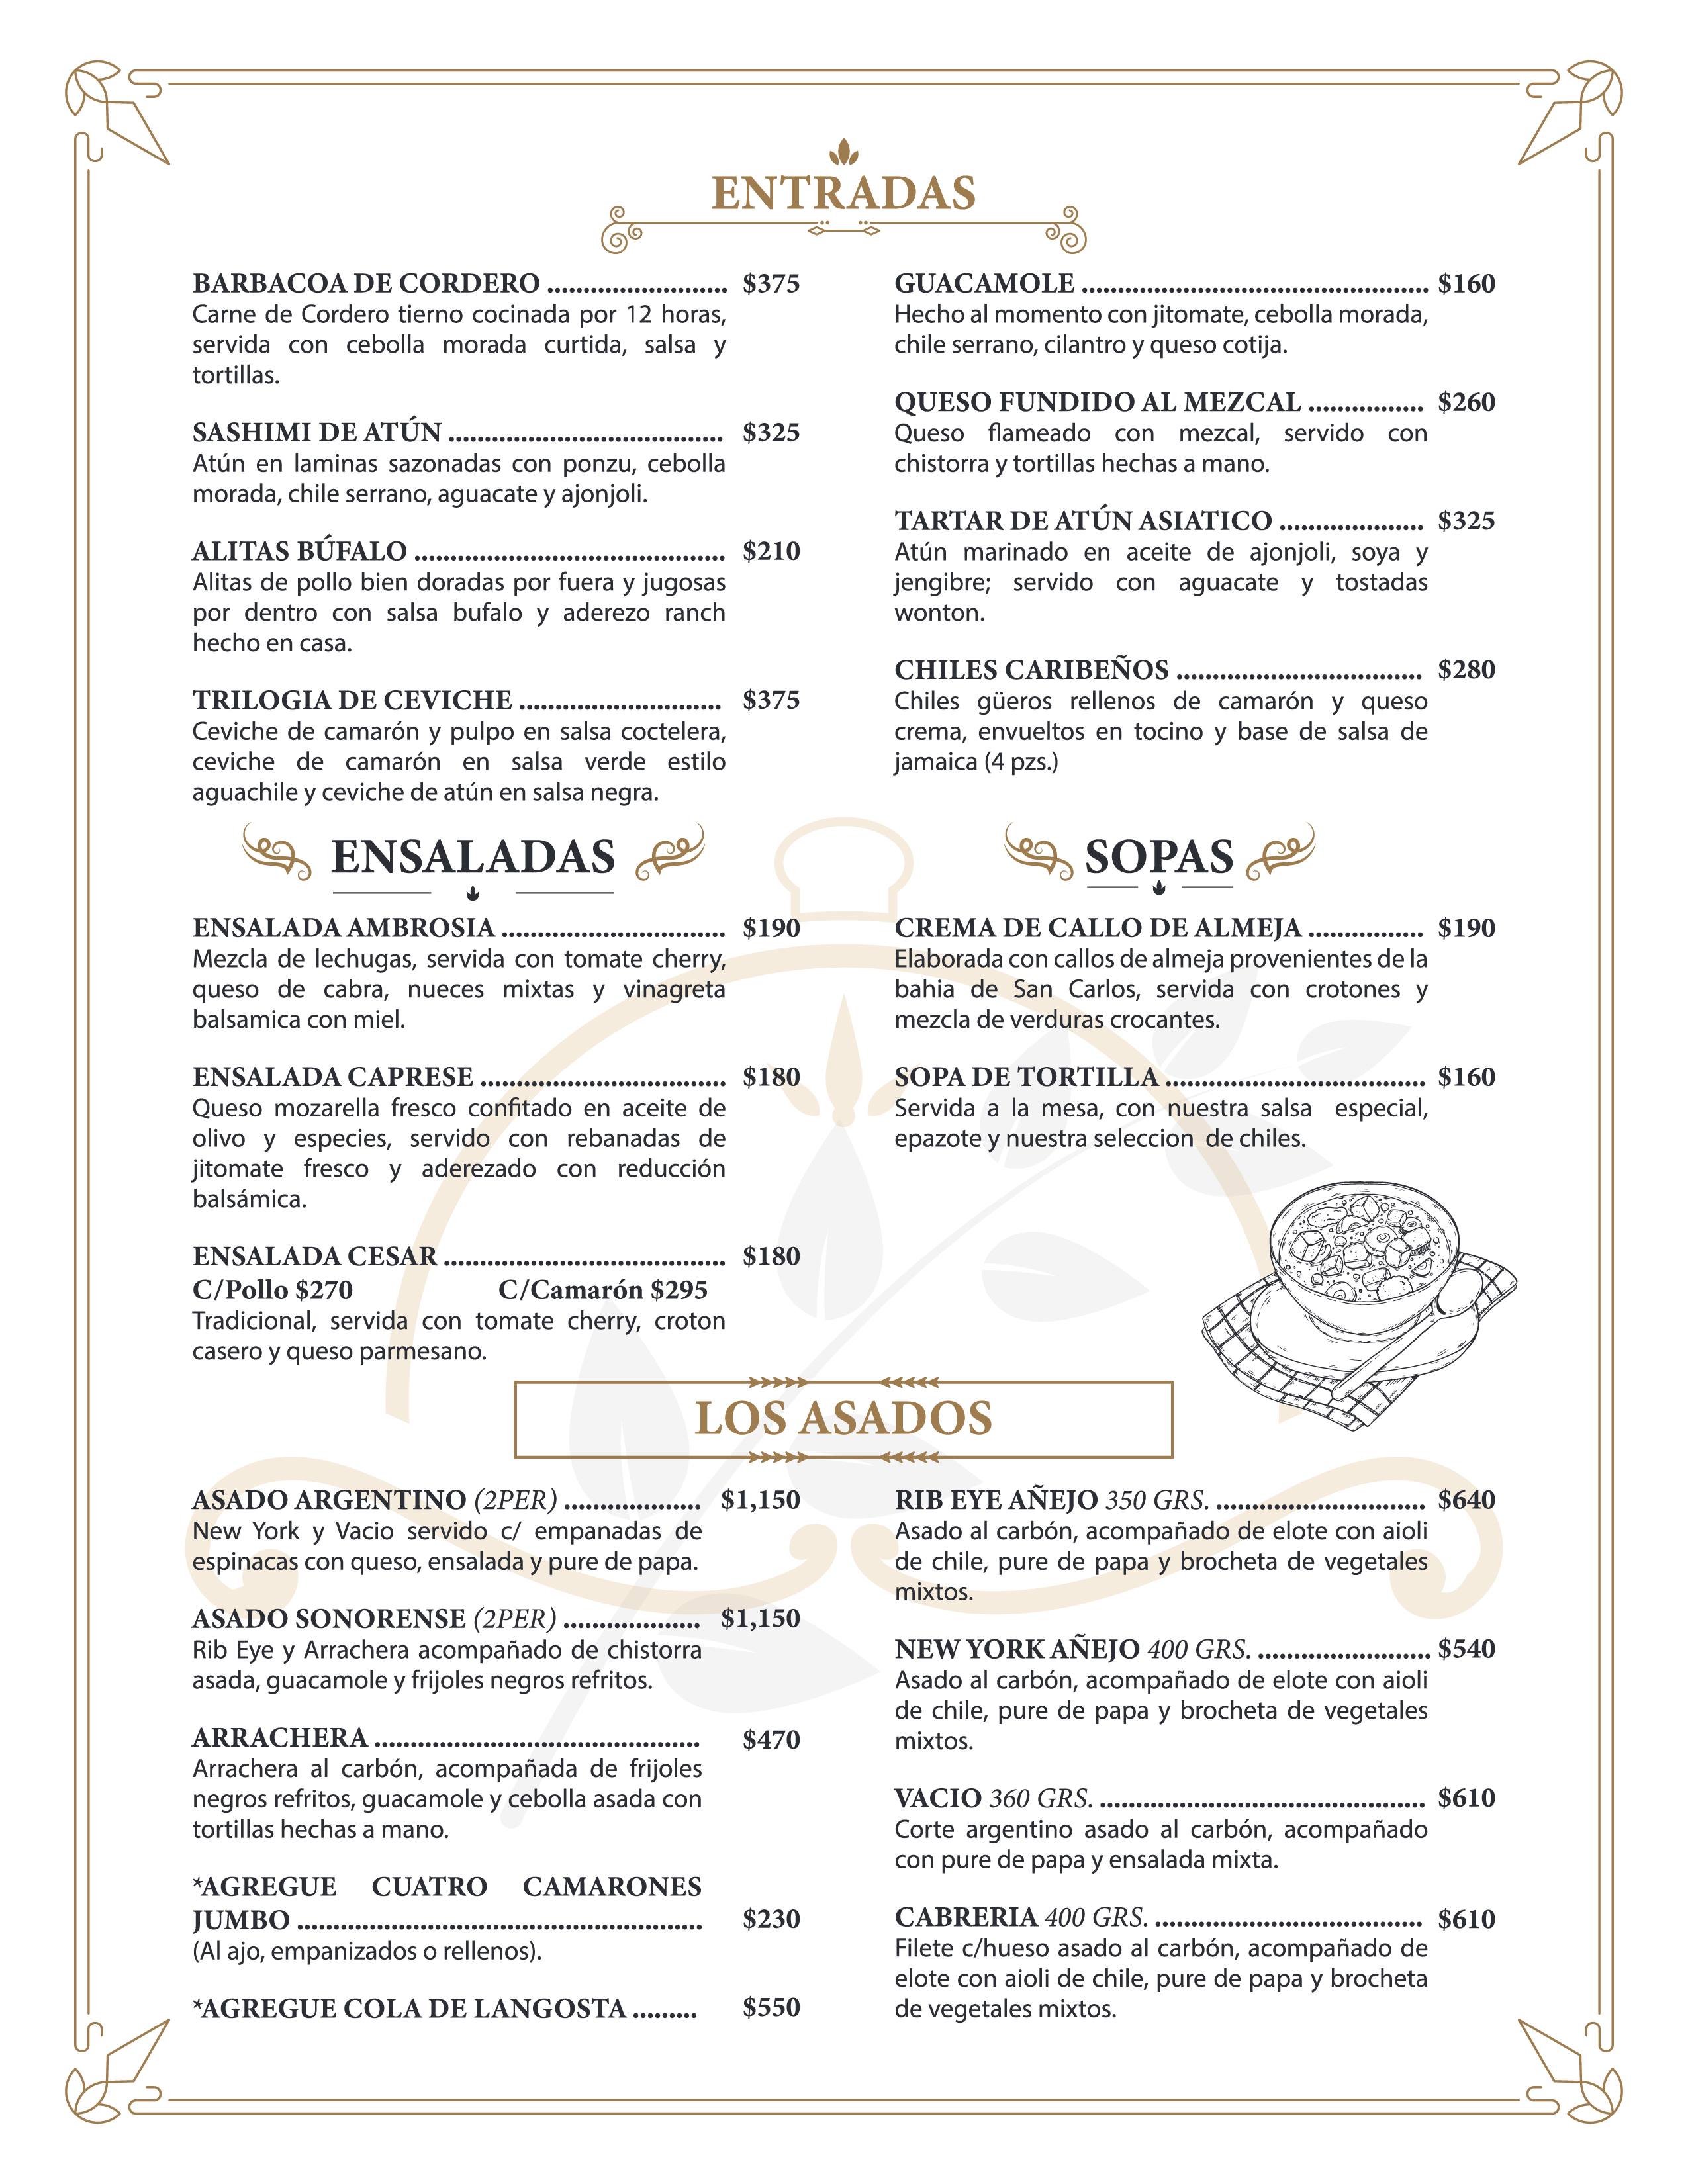 ENTRADAS
BARBACOA DE CORDERO ........................ $375
Carne de Cordero tierno cocinada por 12 horas,
servida con cebolla morada curtida, salsa y
tortillas.
SASHIMI DE ATÚN ..................................... $325
Atún en laminas sazonadas con ponzu, cebolla
morada, chile serrano, aguacate y ajonjoli.
ALITAS BÚFALO .......................................... $210
Alitas de pollo bien doradas por fuera y jugosas
por dentro con salsa bufalo y aderezo ranch
hecho en casa.
TRILOGIA DE CEVICHE ........................... $375
Ceviche de camarón y pulpo en salsa coctelera,
ceviche de camarón en salsa verde estilo
aguachile y ceviche de atún en salsa negra.
GUACAMOLE ............................................... $160
Hecho al momento con jitomate, cebolla morada,
chile serrano, cilantro y queso cotija.
QUESO FUNDIDO AL MEZCAL ................ $260
Queso flameado con mezcal, servido con
chistorra y tortillas hechas a mano.
TARTAR DE ATÚN ASIATICO ................... $325
Atún marinado en aceite de ajonjoli, soya y
jengibre; servido con aguacate y tostadas
wonton.
CHILES CARIBEÑOS ................................. $280
Chiles güeros rellenos de camarón y queso
crema, envueltos en tocino y base de salsa de
jamaica (4 pzs.)
ENSALADAS
ENSALADA AMBROSIA .............................. $190
Mezcla de lechugas, servida con tomate cherry,
queso de cabra, nueces mixtas y vinagreta
balsamica con miel.
ENSALADA CAPRESE ................................. $180
Queso mozarella fresco confitado en aceite de
olivo y especies, servido con rebanadas de
jitomate fresco y aderezado con reducción
balsámica.
ENSALADA CESAR ...................................... $180
C/Pollo $270 C/Camarón $295
Tradicional, servida con tomate cherry, croton
casero y queso parmesano.
SOPAS
CREMA DE CALLO DE ALMEJA ................ $190
Elaborada con callos de almeja provenientes de la
bahia de San Carlos, servida con crotones y
mezcla de verduras crocantes.
SOPA DE TORTILLA ................................... $160
Servida a la mesa, con nuestra salsa especial,
epazote y nuestra seleccion de chiles.
LOS ASADOS
ASADO ARGENTINO (2PER) ................... $1,150
New York y Vacio servido c/ empanadas de
espinacas con queso, ensalada y pure de papa.
ASADO SONORENSE (2PER) ................... $1,150
Rib Eye y Arrachera acompañado de chistorra
asada, guacamole y frijoles negros refritos.
ARRACHERA ............................................ $470
Arrachera al carbón, acompañada de frijoles
negros refritos, guacamole y cebolla asada con
tortillas hechas a mano.
*AGREGUE CUATRO CAMARONES
JUMBO ....................................................... $230
(Al ajo, empanizados o rellenos).
*AGREGUE COLA DE LANGOSTA ......... $550
RIB EYE AÑEJO 350 GRS. ............................ $640
Asado al carbón, acompañado de elote con aioli
de chile, pure de papa y brocheta de vegetales
mixtos.
NEW YORK AÑEJO 400 GRS. ....................... $540
Asado al carbón, acompañado de elote con aioli
de chile, pure de papa y brocheta de vegetales
mixtos.
VACIO 360 GRS. ............................................ $610
Corte argentino asado al carbón, acompañado
con pure de papa y ensalada mixta.
CABRERIA 400 GRS. .................................... $610
Filete c/hueso asado al carbón, acompañado de
elote con aioli de chile, pure de papa y brocheta
de vegetales mixtos.